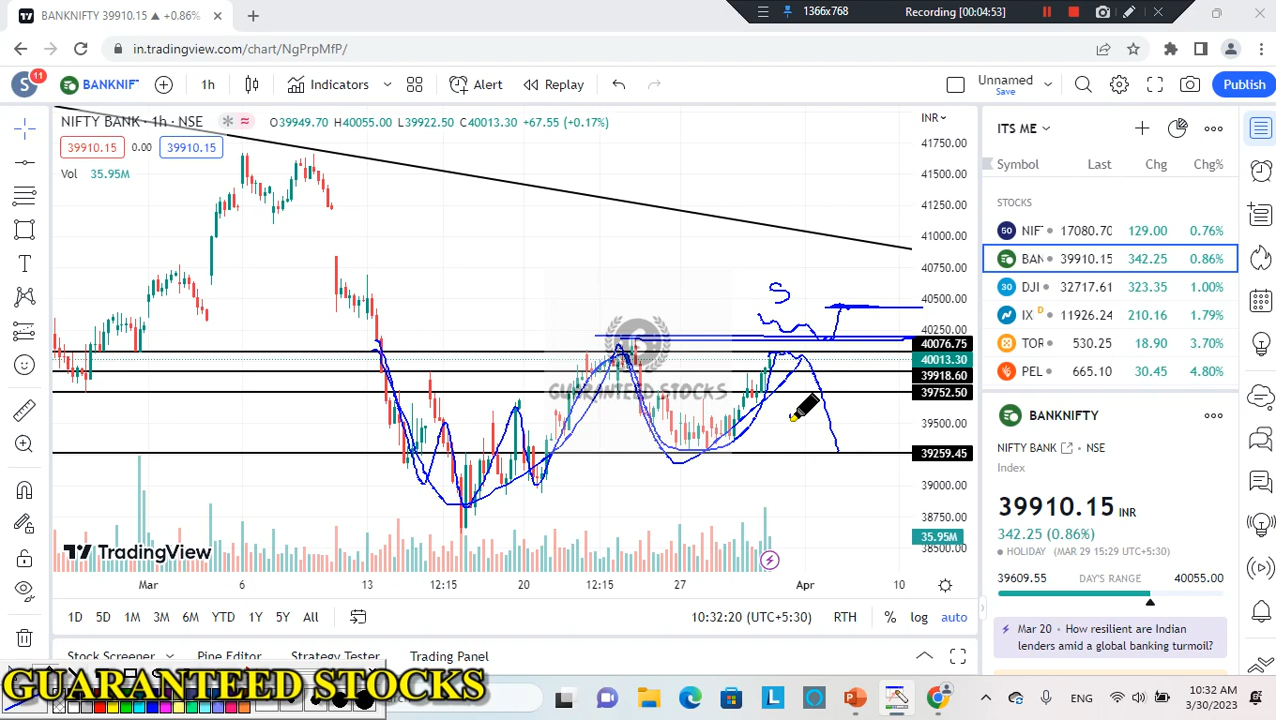 BANKNIFTY 39910.15 ▲ +0.86%
1366x768
Recording [00:04:53]
in.tradingview.com/chart/NgPrpMfP/
S
11
BANKNIF
1h
Indicators
Alert
Replay
Unnamed
Save
Publish
NIFTY BANK · 1h · NSE
O39949.70 H40055.00 L39922.50 C40013.30 +67.55 (+0.17%)
INR
39910.15 0.00 39910.15
Vol 35.95M
41750.00
41500.00
41250.00
41000.00
40750.00
40500.00
40250.00
40076.75
40013.30
39918.60
39752.50
39500.00
39259.45
39000.00
38750.00
35.95M
38500.00
S
GUARANTEED STOCKS
TradingView
Mar 6 13 12:15 20 12:15 27 Apr 10
1D 5D 1M 3M 6M YTD 1Y 5Y All
10:32:20 (UTC+5:30) RTH % log auto
Stock Screener Pine Editor Strategy Tester Trading Panel
ITS ME
Symbol Last Chg Chg%
STOCKS
50 NIF 17080.70 129.00 0.76%
BAN 39910.15 342.25 0.86%
30 DJI 32717.61 323.35 1.00%
IX D 11926.24 210.16 1.79%
TOR 530.25 18.90 3.70%
PEL 665.10 30.45 4.80%
BANKNIFTY
NIFTY BANK · NSE
Index
39910.15 INR
342.25 (0.86%)
HOLIDAY (MAR 29 15:29 UTC+5:30)
39609.55 DAY'S RANGE 40055.00
Mar 20 • How resilient are Indian
lenders amid a global banking
turmoil?
GUARANTEED STOCKS
ENG
10:32 AM
3/30/2023